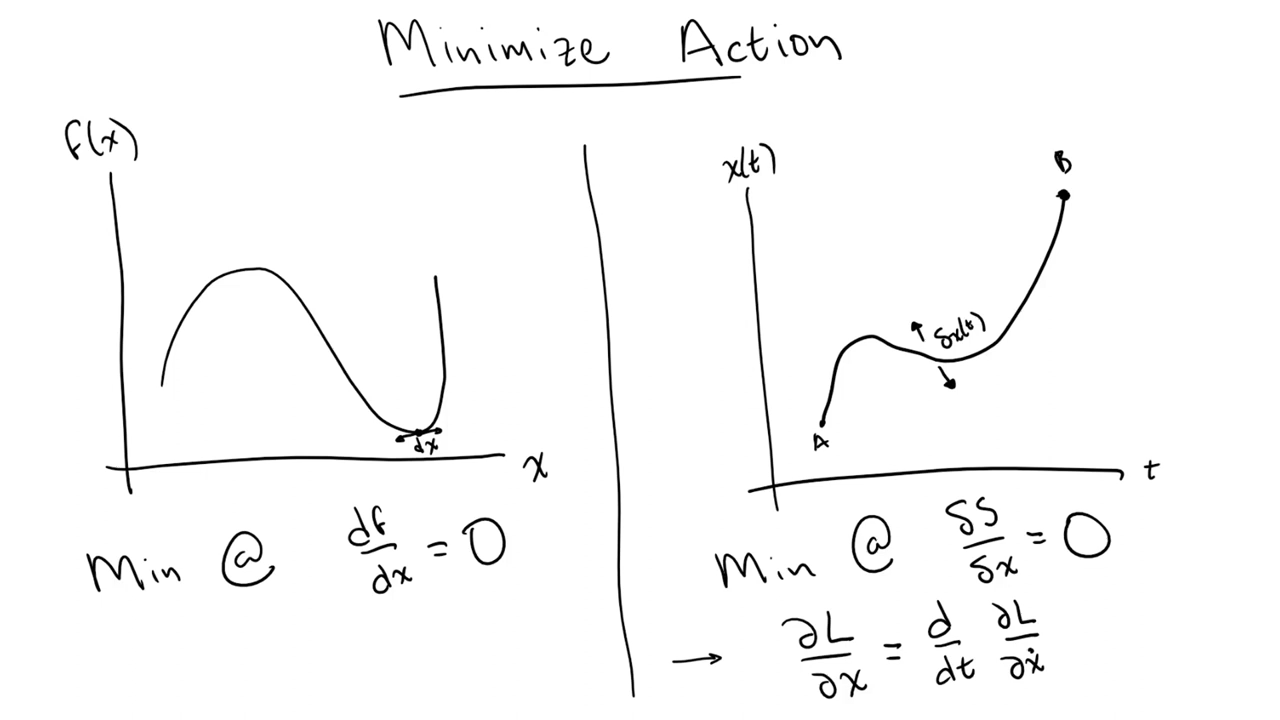 Minimize Action
f(x)
dx
x
Min @ df/dx = 0
x(t)
B
δx(t)
A
t
Min @ δS/δx = 0
→ ∂L/∂x = d/dt ∂L/∂ẋ